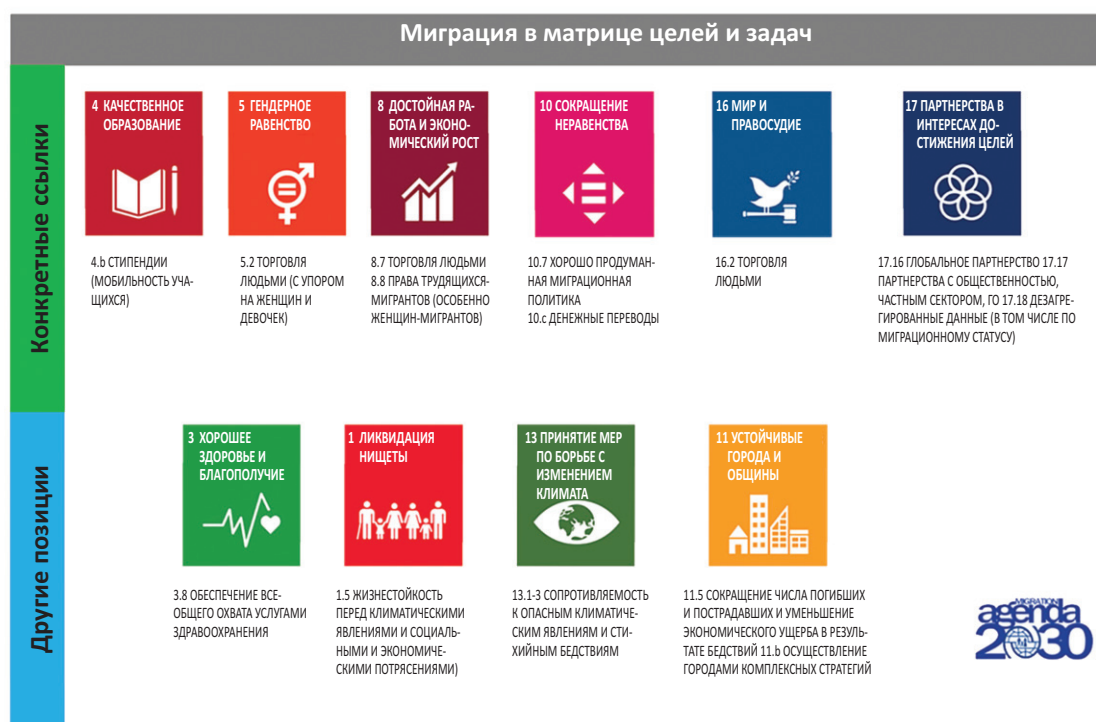 Миграция в матрице целей и задач
Конкретные ссылки
4 КАЧЕСТВЕННОЕ
ОБРАЗОВАНИЕ
4.b СТИПЕНДИИ
(МОБИЛЬНОСТЬ УЧА-
ЩИХСЯ)
5 ГЕНДЕРНОЕ
РАВЕНСТВО
5.2 ТОРГОВЛЯ
ЛЮДЬМИ (С УПОРОМ
НА ЖЕНЩИН И
ДЕВОЧЕК)
8 ДОСТОЙНАЯ РА-
БОТА И ЭКОНО-
МИЧЕСКИЙ РОСТ
8.7 ТОРГОВЛЯ ЛЮДЬМИ
8.8 ПРАВА ТРУДЯЩИХСЯ-
МИГРАНТОВ (ОСОБЕННО
ЖЕНЩИН-МИГРАНТОВ)
10 СОКРАЩЕНИЕ
НЕРАВЕНСТВА
10.7 ХОРОШО ПРОДУМАН-
НАЯ МИГРАЦИОННАЯ
ПОЛИТИКА
10.c ДЕНЕЖНЫЕ ПЕРЕВОДЫ
16 МИР И
ПРАВОСУДИЕ
16.2 ТОРГОВЛЯ
ЛЮДЬМИ
17 ПАРТНЕРСТВА В
ИНТЕРЕСАХ ДО-
СТИЖЕНИЯ ЦЕЛЕЙ
17.16 ГЛОБАЛЬНОЕ ПАРТНЕРСТВО 17.17
ПАРТНЕРСТВА С ОБЩЕСТВЕННОСТЬЮ,
ЧАСТНЫМ СЕКТОРОМ, ГО 17.18 ДЕЗАГРЕ-
ГИРОВАННЫЕ ДАННЫЕ (В ТОМ ЧИСЛЕ ПО
МИГРАЦИОННОМУ СТАТУСУ)
Другие позиции
3 ХОРОШЕЕ
ЗДОРОВЬЕ И
БЛАГОПОЛУЧИЕ
3.8 ОБЕСПЕЧЕНИЕ ВСЕ-
ОБЩЕГО ОХВАТА УСЛУГАМИ
ЗДРАВООХРАНЕНИЯ
1 ЛИКВИДАЦИЯ
НИЩЕТЫ
1.5 ЖИЗНЕСТОЙКОСТЬ
ПЕРЕД КЛИМАТИЧЕСКИМИ
ЯВЛЕНИЯМИ И СОЦИАЛЬ-
НЫМИ И ЭКОНОМИЧЕ-
СКИМИ ПОТРЯСЕНИЯМИ)
13 ПРИНЯТИЕ МЕР
ПО БОРЬБЕ С
ИЗМЕНЕНИЕМ
КЛИМАТА
13.1-3 СОПРОТИВЛЯЕМОСТЬ
К ОПАСНЫМ КЛИМАТИЧЕ-
СКИМ ЯВЛЕНИЯМ И СТИ-
ХИЙНЫМ БЕДСТВИЯМ
11 УСТОЙЧИВЫЕ
ГОРОДА И
ОБЩИНЫ
11.5 СОКРАЩЕНИЕ ЧИСЛА ПОГИБШИХ
И ПОСТРАДАВШИХ И УМЕНЬШЕНИЕ
ЭКОНОМИЧЕСКОГО УЩЕРБА В РЕЗУЛЬ-
ТАТЕ БЕДСТВИЙ 11.b ОСУЩЕСТВЛЕНИЕ
ГОРОДАМИ КОМПЛЕКСНЫХ СТРАТЕГИЙ
MIGRATION
agenda
2030